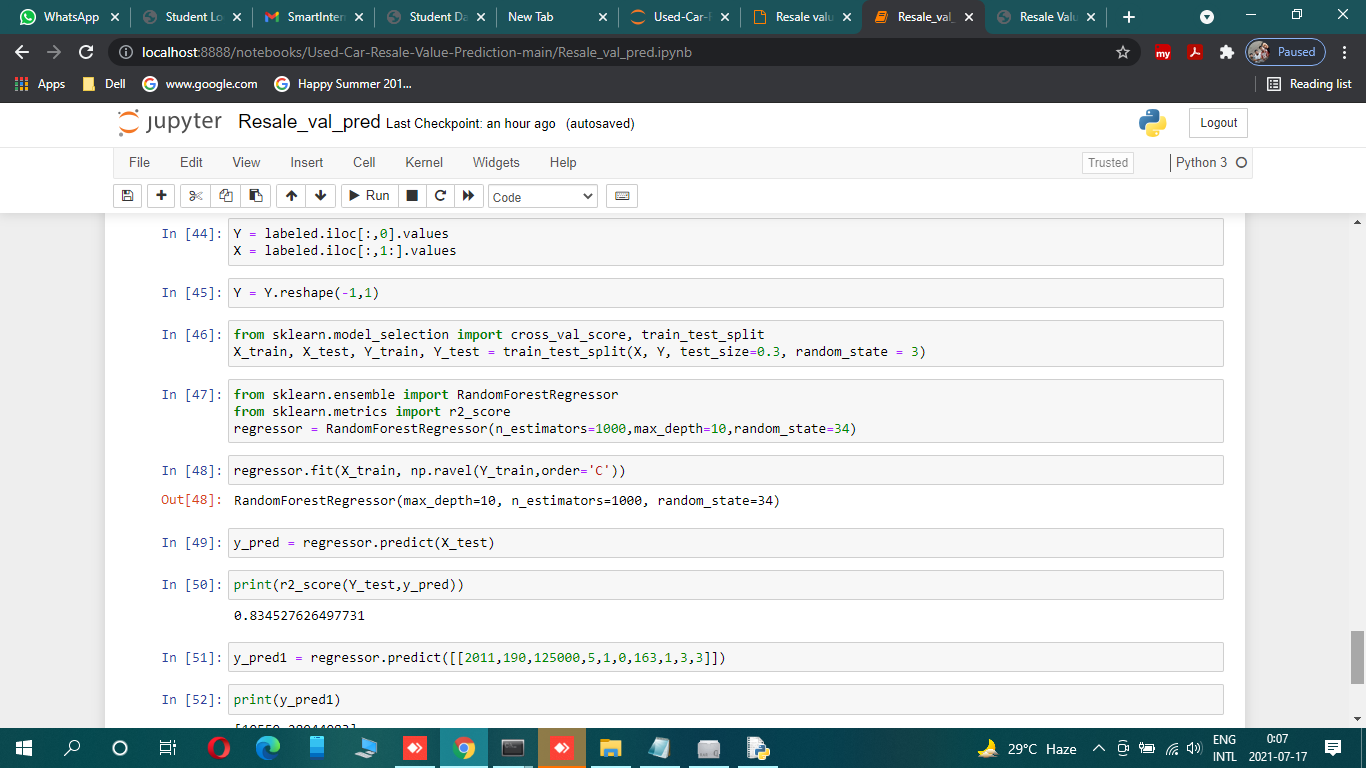 WhatsApp
Student Lo
SmartInter
Student Da
New Tab
Used-Car-
Resale valu
Resale_val_
Resale Valu
localhost:8888/notebooks/Used-Car-Resale-Value-Prediction-main/Resale_val_pred.ipynb
my
Paused
Apps
Dell
www.google.com
Happy Summer 201...
Reading list
jupyter Resale_val_pred Last Checkpoint: an hour ago (autosaved)
Logout
File Edit View Insert Cell Kernel Widgets Help
Trusted
Python 3
Run
Code
In [44]: Y = labeled.iloc[:,0].values
X = labeled.iloc[:,1:].values
In [45]: Y = Y.reshape(-1,1)
In [46]: from sklearn.model_selection import cross_val_score, train_test_split
X_train, X_test, Y_train, Y_test = train_test_split(X, Y, test_size=0.3, random_state = 3)
In [47]: from sklearn.ensemble import RandomForestRegressor
from sklearn.metrics import r2_score
regressor = RandomForestRegressor(n_estimators=1000,max_depth=10,random_state=34)
In [48]: regressor.fit(X_train, np.ravel(Y_train,order='C'))
Out[48]: RandomForestRegressor(max_depth=10, n_estimators=1000, random_state=34)
In [49]: y_pred = regressor.predict(X_test)
In [50]: print(r2_score(Y_test,y_pred))
0.834527626497731
In [51]: y_pred1 = regressor.predict([[2011,190,125000,5,1,0,163,1,3,3]])
In [52]: print(y_pred1)
29°C Haze
ENG
INTL
0:07
2021-07-17